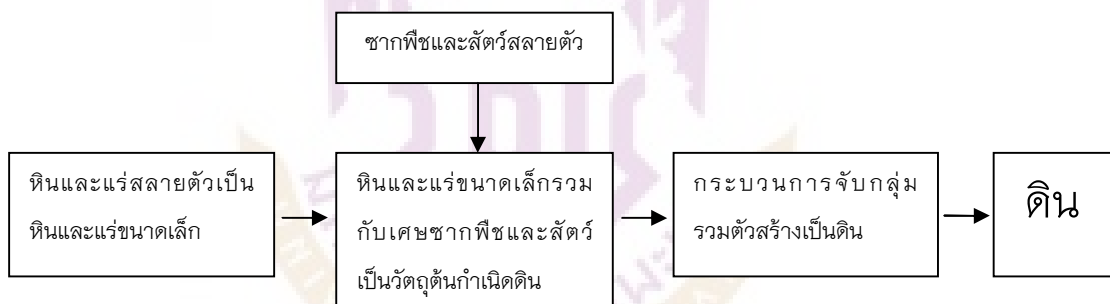 ซากพืชและสัตว์สลายตัว
หินและแร่สลายตัวเป็น
หินและแร่ขนาดเล็ก
หินและแร่ขนาดเล็กรวม
กับเศษซากพืชและสัตว์
เป็นวัตถุต้นกำเนิดดิน
กระบวนการจับกลุ่ม
รวมตัวสร้างเป็นดิน
ดิน